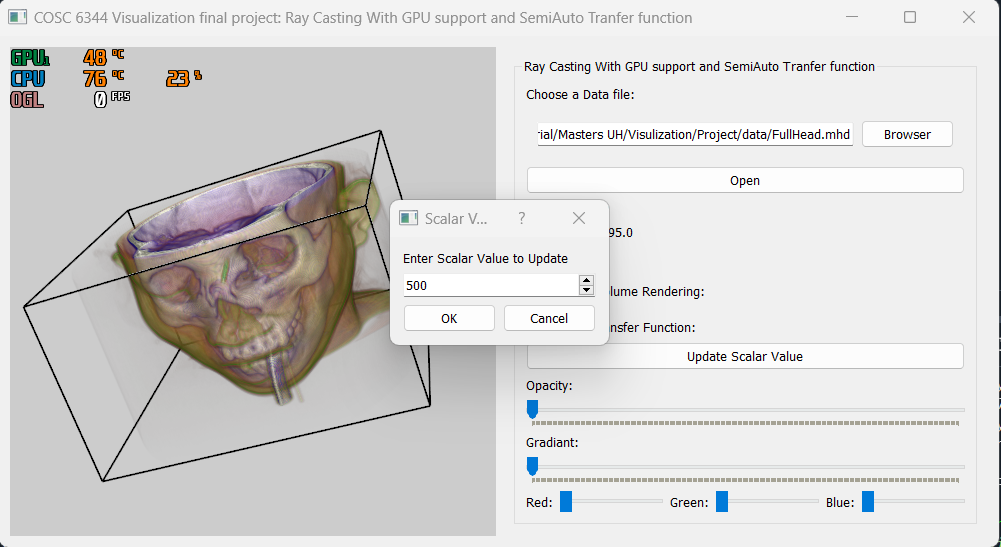 COSC 6344 Visualization final project: Ray Casting With GPU support and SemiAuto Tranfer function
GPU1 48 °C
CPU 76 °C 23 %
OGL 0 FPS
Ray Casting With GPU support and SemiAuto Tranfer function
Choose a Data file:
rial/Masters UH/Visulization/Project/data/FullHead.mhd
Browser
Open
Scalar V... ?
95.0
Enter Scalar Value to Update
500
OK
Cancel
olume Rendering:
nsfer Function:
Update Scalar Value
Opacity:
Gradiant:
Red:
Green:
Blue: